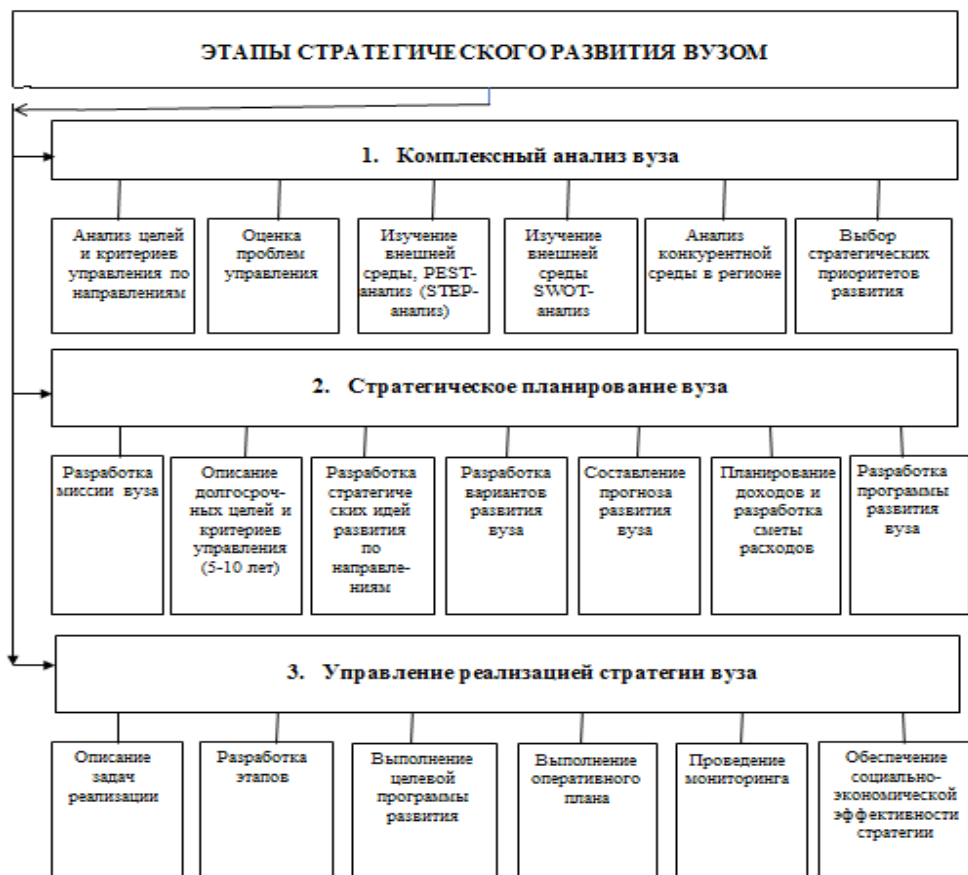 ЭТАПЫ СТРАТЕГИЧЕСКОГО РАЗВИТИЯ ВУЗОМ
1. Комплексный анализ вуза
Анализ целей
и критериев
управления по
направлениям
Оценка
проблем
управления
Изучение
внешней
среды, PEST-
анализ (STEP-
анализ)
Изучение
внешней
среды
SWOT-
анализ
Анализ
конкурентной
среды в регионе
Выбор
стратегических
приоритетов
развития
2. Стратегическое планирование вуза
Разработка
миссии вуза
Описание
долгосроч-
ных целей и
критериев
управления
(5-10 лет)
Разработка
стратегиче
ских идей
развития
по
направле-
ниям
Разработка
вариантов
развития
вуза
Составление
прогноза
развития
вуза
Планирование
доходов и
разработка
сметы
расходов
Разработка
программы
развития
вуза
3. Управление реализацией стратегии вуза
Описание
задач
реализации
Разработка
этапов
Выполнение
целевой
программы
развития
Выполнение
оперативного
плана
Проведение
мониторинга
Обеспечение
социально-
экономической
эффективности
стратегии